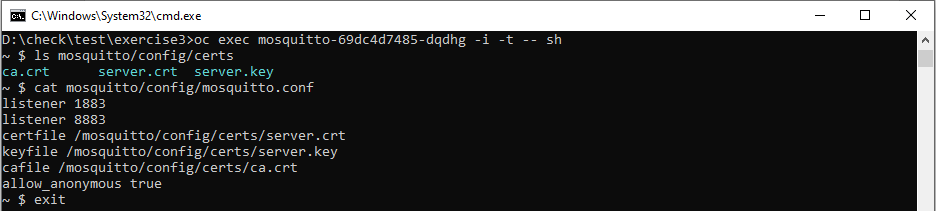 C:\Windows\System32\cmd.exe
D:\check\test\exercise3>oc exec mosquitto-69dc4d7485-dqdhg -i -t -- sh
~ $ ls mosquitto/config/certs
ca.crt      server.crt  server.key
~ $ cat mosquitto/config/mosquitto.conf
listener 1883
listener 8883
certfile /mosquitto/config/certs/server.crt
keyfile /mosquitto/config/certs/server.key
cafile /mosquitto/config/certs/ca.crt
allow_anonymous true
~ $ exit